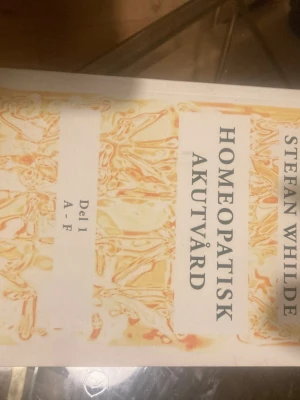 STEFAN WHILDE
HOMEOPATISK
AKUTVÅRD
Del 1
A - F